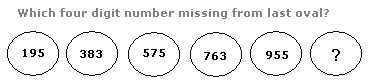 Which four digit number missing from last oval?
195 383 575 763 955 ?